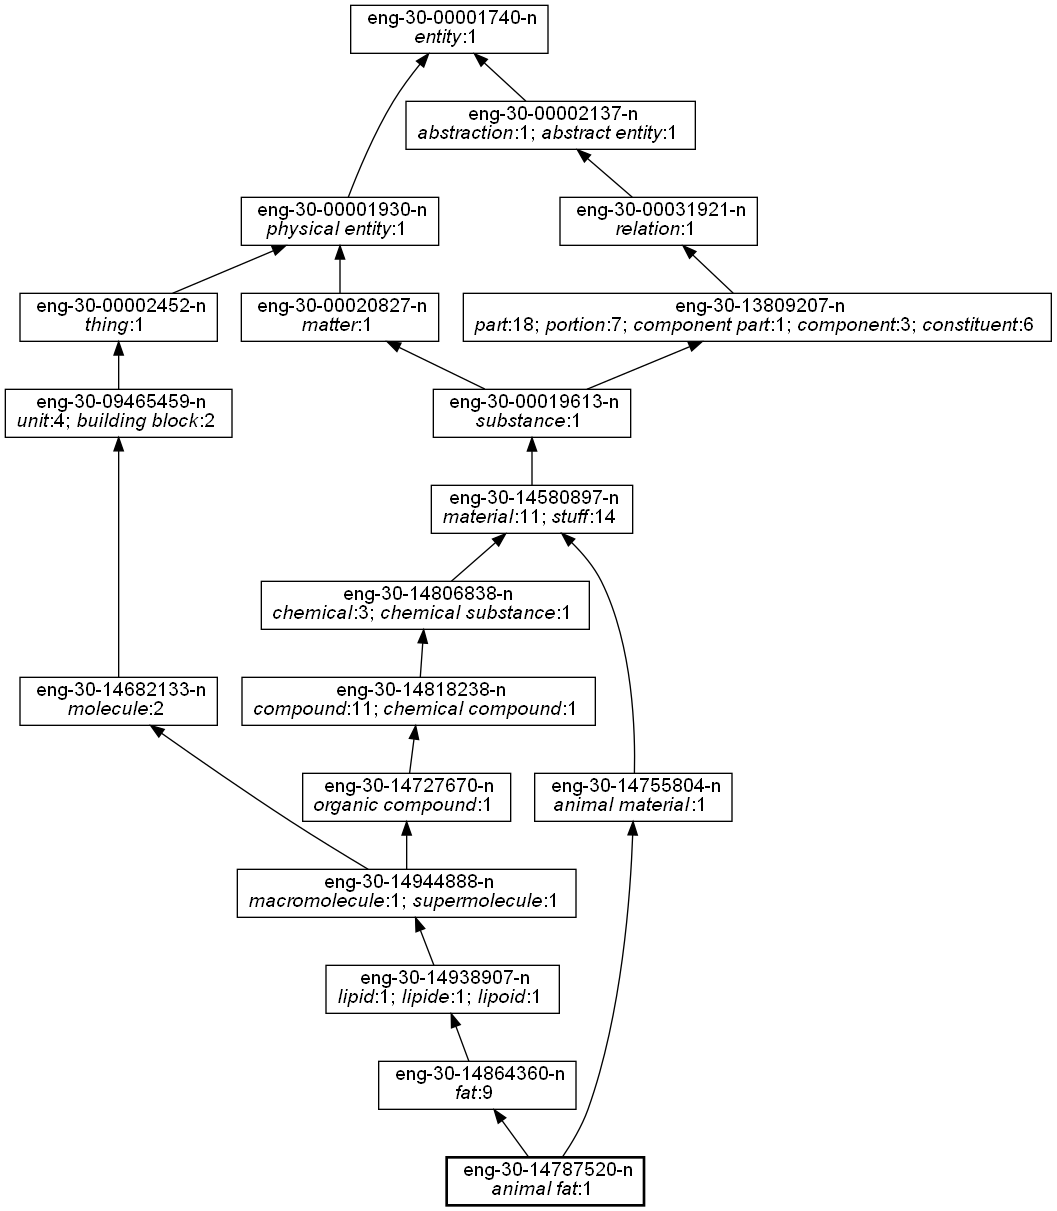 eng-30-00001740-n
entity:1
eng-30-00002137-n
abstraction:1; abstract entity:1
eng-30-00001930-n
physical entity:1
eng-30-00031921-n
relation:1
eng-30-00002452-n
thing:1
eng-30-00020827-n
matter:1
eng-30-13809207-n
part:18; portion:7; component part:1; component:3; constituent:6
eng-30-09465459-n
unit:4; building block:2
eng-30-00019613-n
substance:1
eng-30-14580897-n
material:11; stuff:14
eng-30-14806838-n
chemical:3; chemical substance:1
eng-30-14682133-n
molecule:2
eng-30-14818238-n
compound:11; chemical compound:1
eng-30-14727670-n
organic compound:1
eng-30-14755804-n
animal material:1
eng-30-14944888-n
macromolecule:1; supermolecule:1
eng-30-14938907-n
lipid:1; lipide:1; lipoid:1
eng-30-14864360-n
fat:9
eng-30-14787520-n
animal fat:1